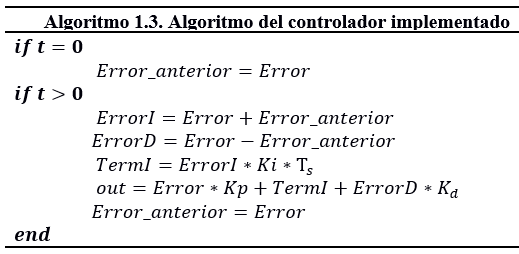 Algoritmo 1.3. Algoritmo del controlador implementado
if t = 0
Error_anterior = Error
if t > 0
ErrorI = Error + Error_anterior
ErrorD = Error − Error_anterior
TermI = ErrorI * Ki * Tₛ
out = Error * Kp + TermI + ErrorD * K_d
Error_anterior = Error
end